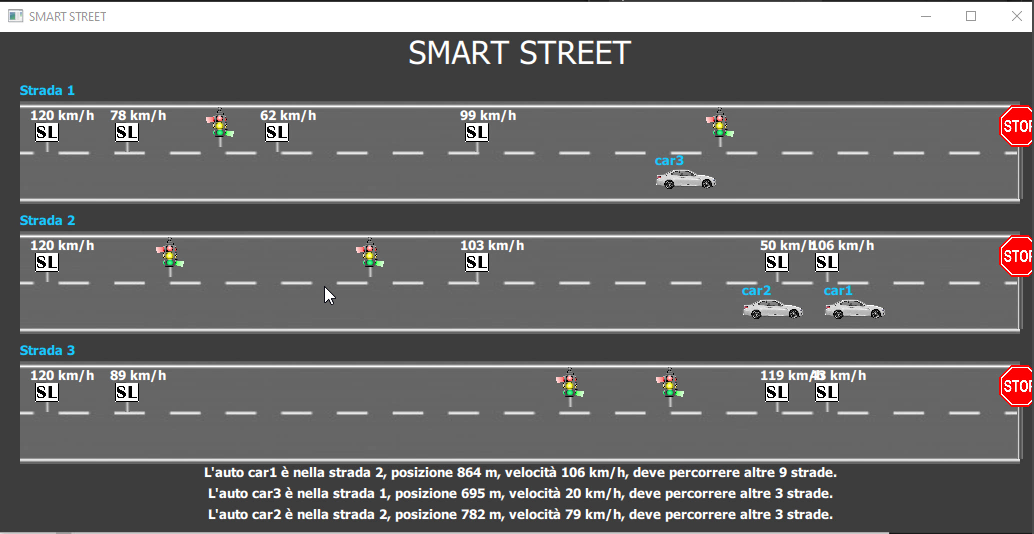 SMART STREET
SMART STREET
Strada 1
120 km/h 78 km/h 62 km/h 99 km/h
SL SL SL SL STOP
car3
Strada 2
120 km/h 103 km/h 50 km/h 106 km/h
SL SL SL SL STOP
car2 car1
Strada 3
120 km/h 89 km/h 119 km/h
SL SL SL SL STOP
L'auto car1 è nella strada 2, posizione 864 m, velocità 106 km/h, deve percorrere altre 9 strade.
L'auto car3 è nella strada 1, posizione 695 m, velocità 20 km/h, deve percorrere altre 3 strade.
L'auto car2 è nella strada 2, posizione 782 m, velocità 79 km/h, deve percorrere altre 3 strade.